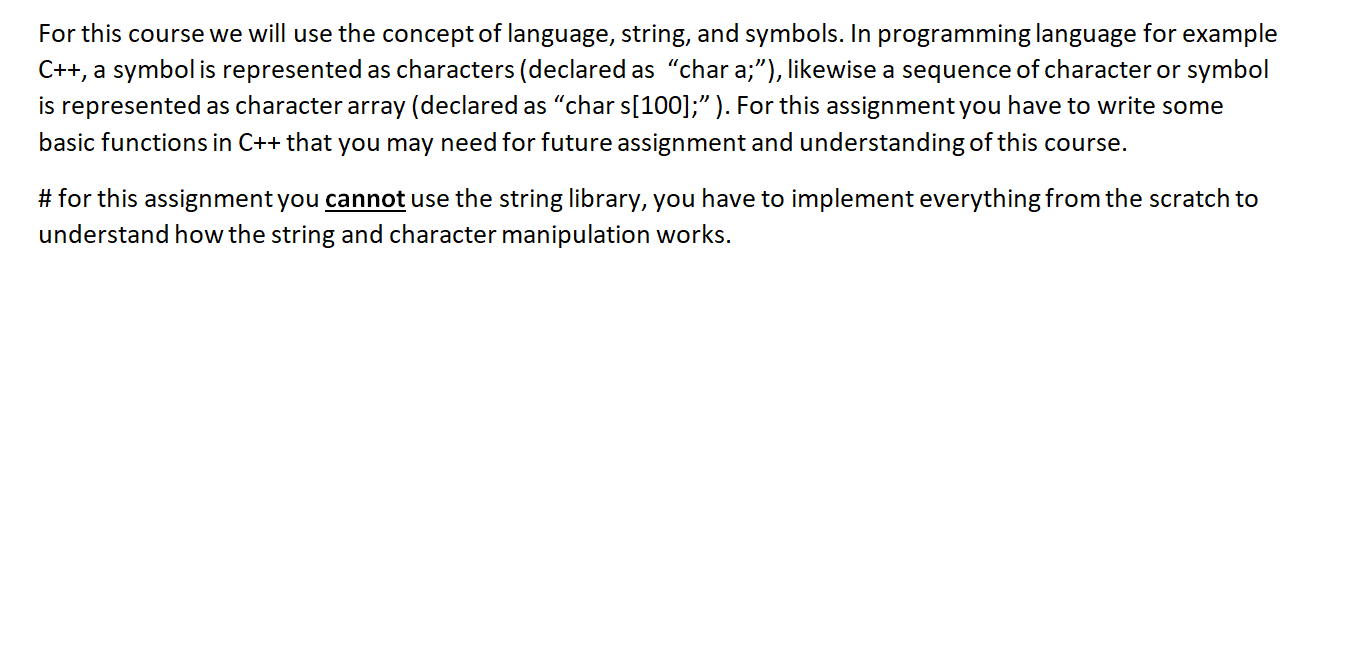 For this course we will use the concept of language, string, and symbols. In programming language for example
C++, a symbol is represented as characters (declared as “char a;”), likewise a sequence of character or symbol
is represented as character array (declared as “char s[100];” ). For this assignment you have to write some
basic functions in C++ that you may need for future assignment and understanding of this course.
# for this assignment you cannot use the string library, you have to implement everything from the scratch to
understand how the string and character manipulation works.